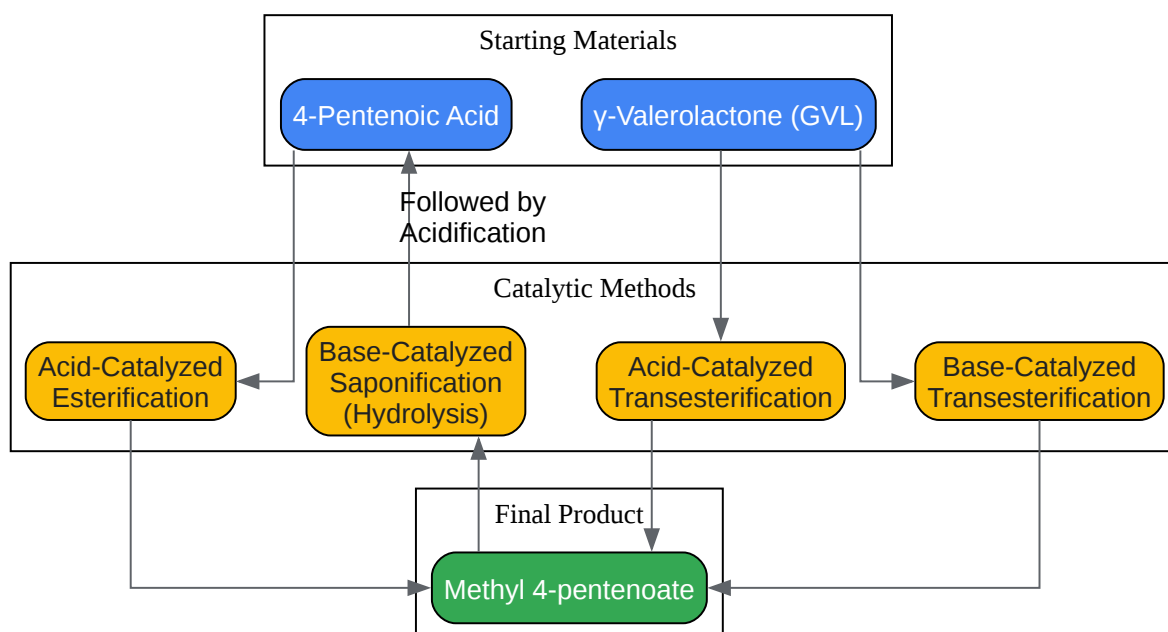 Starting Materials
4-Pentenoic Acid
γ-Valerolactone (GVL)
Followed by
Acidification
Catalytic Methods
Acid-Catalyzed
Esterification
Base-Catalyzed
Saponification
(Hydrolysis)
Acid-Catalyzed
Transesterification
Base-Catalyzed
Transesterification
Final Product
Methyl 4-pentenoate